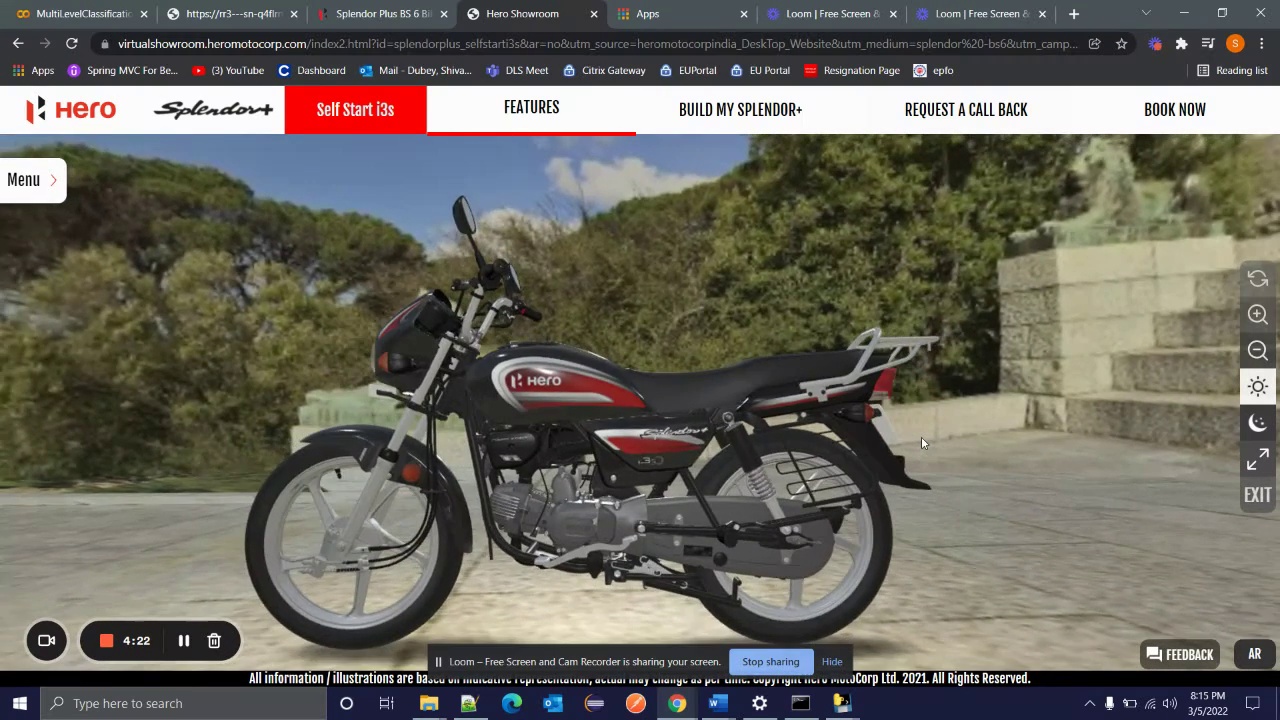 MultiLevelClassificatio
https://rr3---sn-q4flrn
Splendor Plus BS 6 Bik
Hero Showroom
Apps
Loom | Free Screen &
Loom | Free Screen &
virtualshowroom.heromotocorp.com/index2.html?id=splendorplus_selfstarti3s&at=no&utm_source=heromotocorpindia_DeskTop_Website&utm_medium=splendor%20-bs6&utm_camp...
S
Apps
Spring MVC For Be...
(3) YouTube
Dashboard
Mail - Dubey, Shiva...
DLS Meet
Citrix Gateway
EUPortal
EU Portal
Resignation Page
epfo
Reading list
Hero
Splendor+
Self Start i3s
FEATURES
BUILD MY SPLENDOR+
REQUEST A CALL BACK
BOOK NOW
Menu
Hero
Splendor+
i3S
EXIT
4:22
FEEDBACK
AR
Loom – Free Screen and Cam Recorder is sharing your screen.
Stop sharing
Hide
All information / illustrations are based on indicative representation, actual may change as per time. Copyright Hero MotoCorp Ltd. 2021. All Rights Reserved.
Type here to search
8:15 PM
3/5/2022